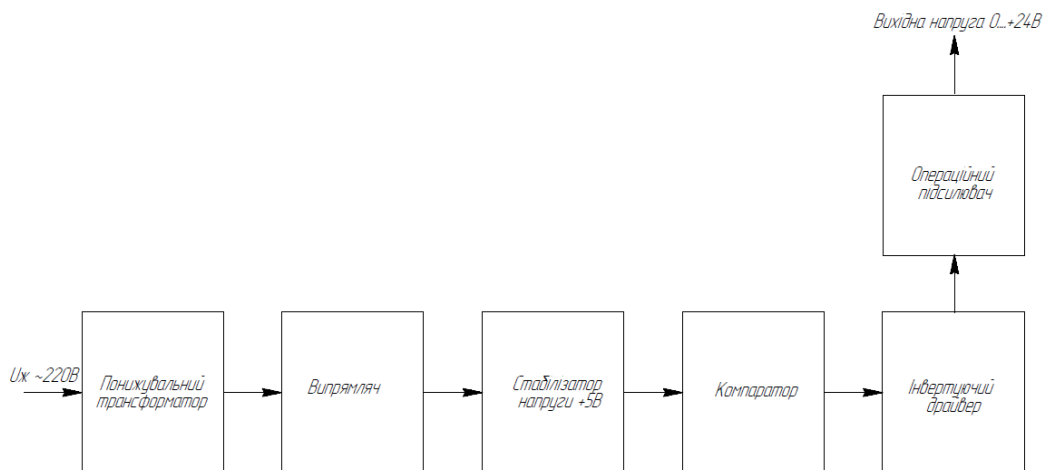 Вихідна напруга 0...+24В
Операційний
підсилювач
Uж ~220В
Понижувальний
трансформатор
Випрямляч
Стабілізатор
напруги +5В
Компаратор
Інвертуючий
драйвер